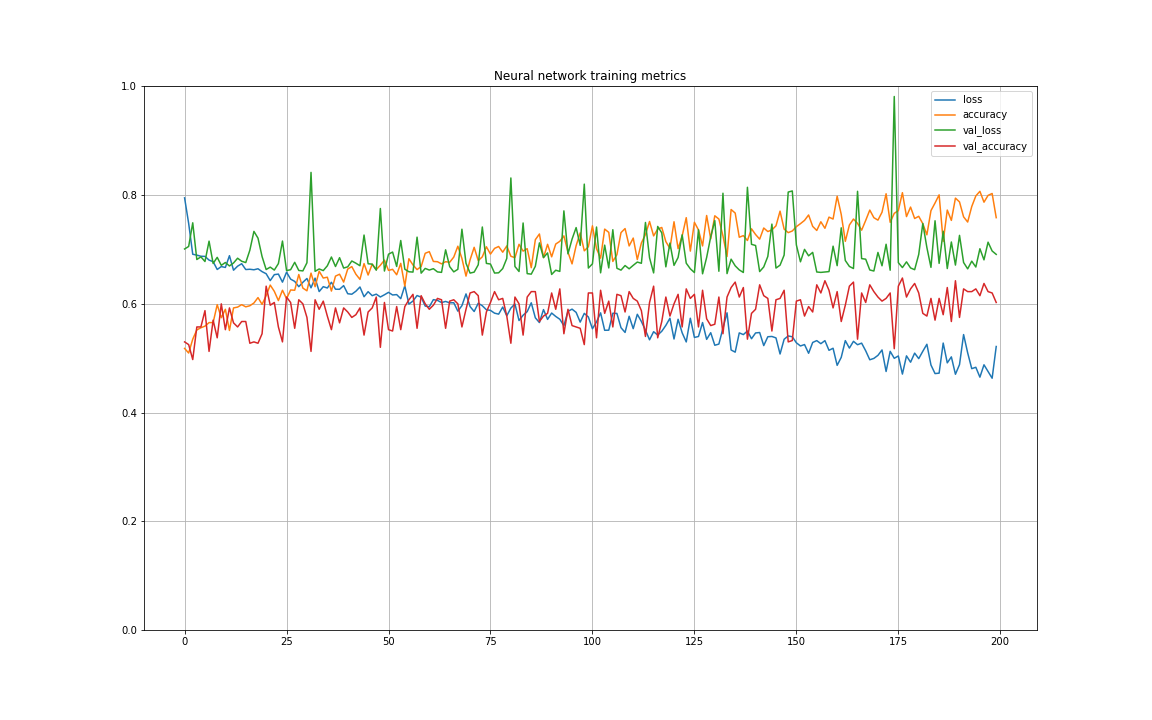 Neural network training metrics
1.0
0.8
0.6
0.4
0.2
0.0
loss
accuracy
val_loss
val_accuracy
0 25 50 75 100 125 150 175 200